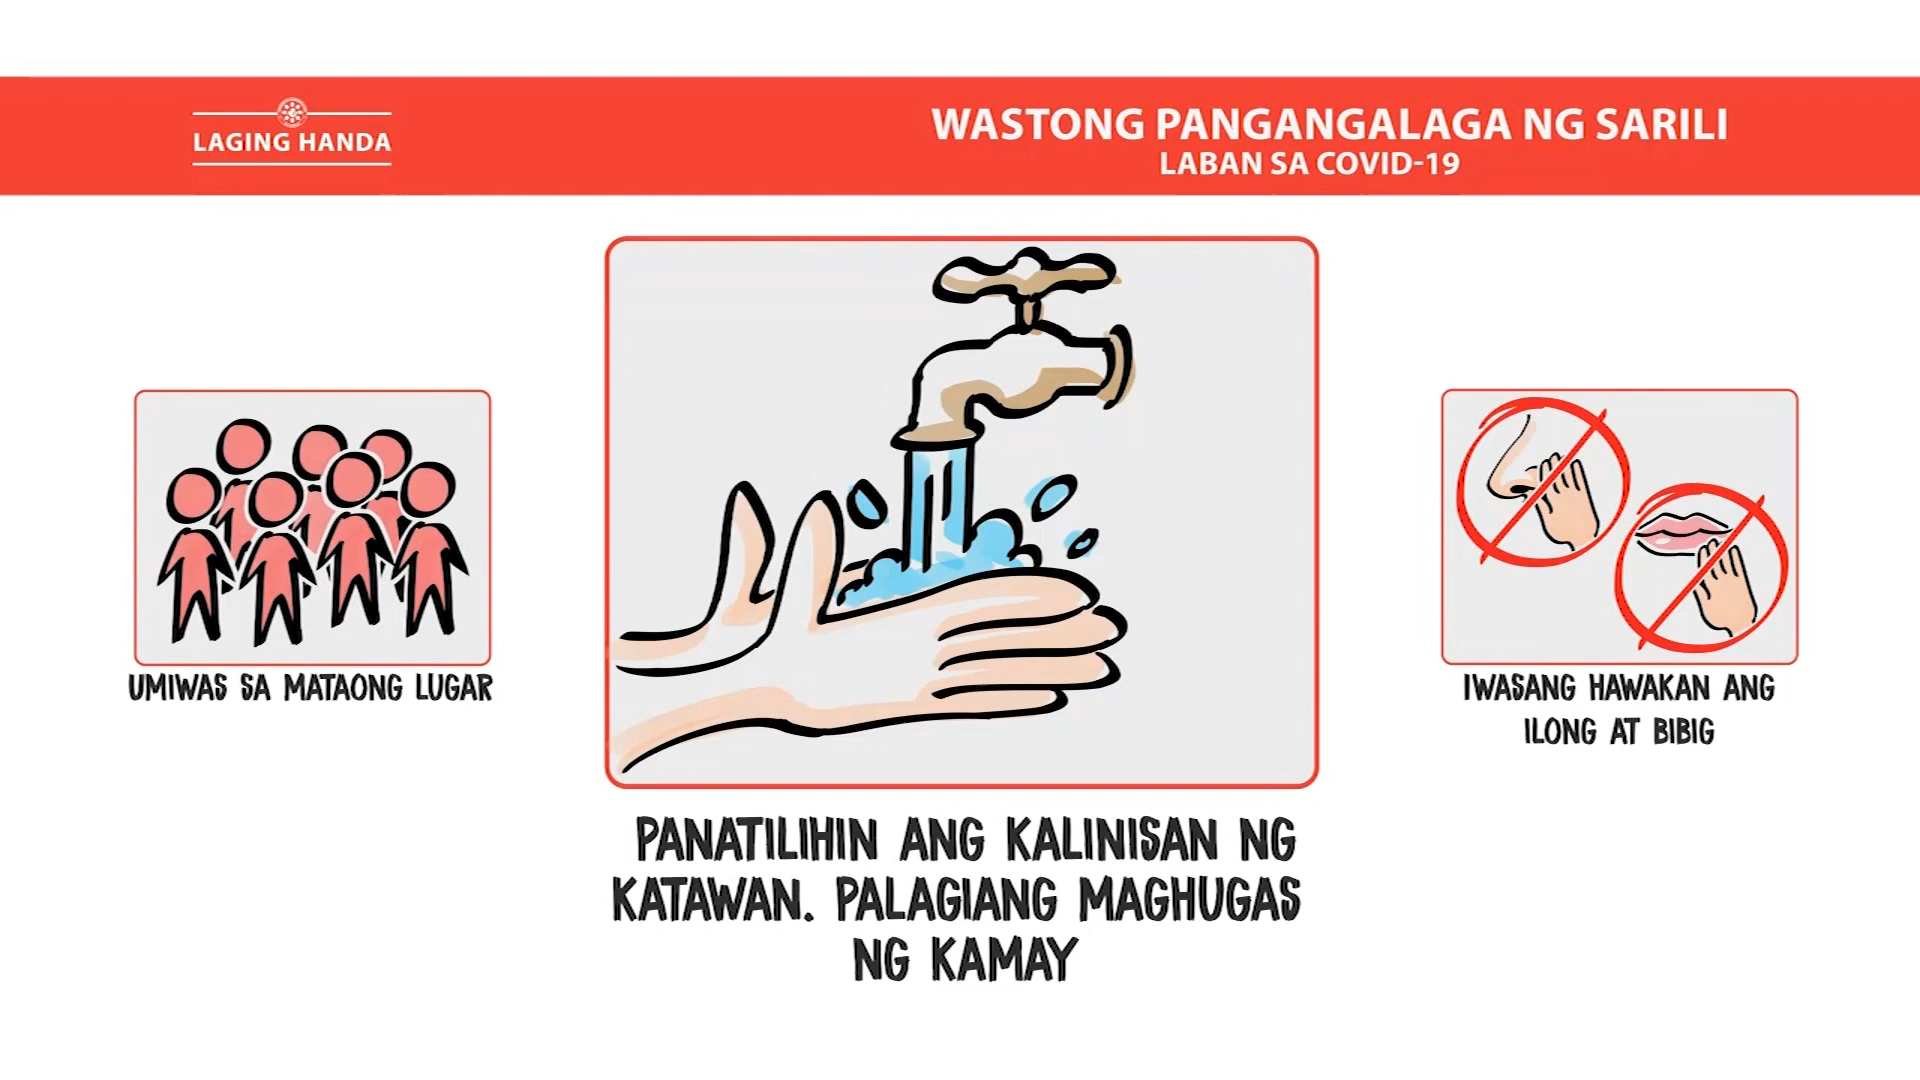 LAGING HANDA
WASTONG PANGANGALAGA NG SARILI
LABAN SA COVID-19
UMIWAS SA MATAONG LUGAR
PANATILIHIN ANG KALINISAN NG
KATAWAN. PALAGIANG MAGHUGAS
NG KAMAY
IWASANG HAWAKAN ANG
ILONG AT BIBIG